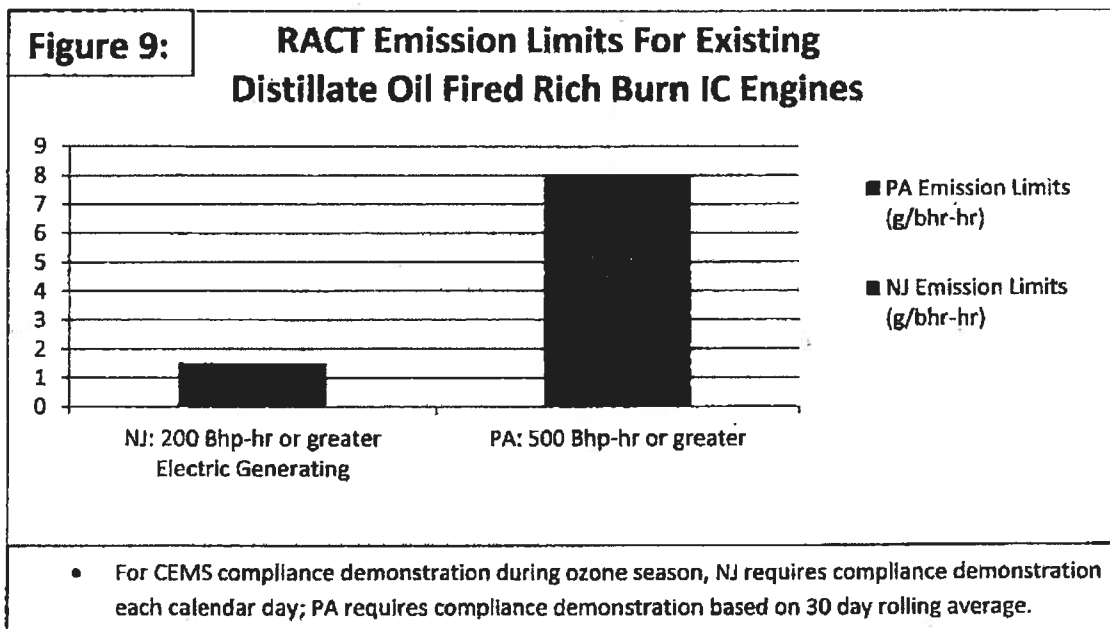 Figure 9:
RACT Emission Limits For Existing
Distillate Oil Fired Rich Burn IC Engines
9
8
7
6
5
4
3
2
1
0
NJ: 200 Bhp-hr or greater
Electric Generating
PA: 500 Bhp-hr or greater
■ PA Emission Limits
(g/bhr-hr)
■ NJ Emission Limits
(g/bhr-hr)
• For CEMS compliance demonstration during ozone season, NJ requires compliance demonstration
each calendar day; PA requires compliance demonstration based on 30 day rolling average.